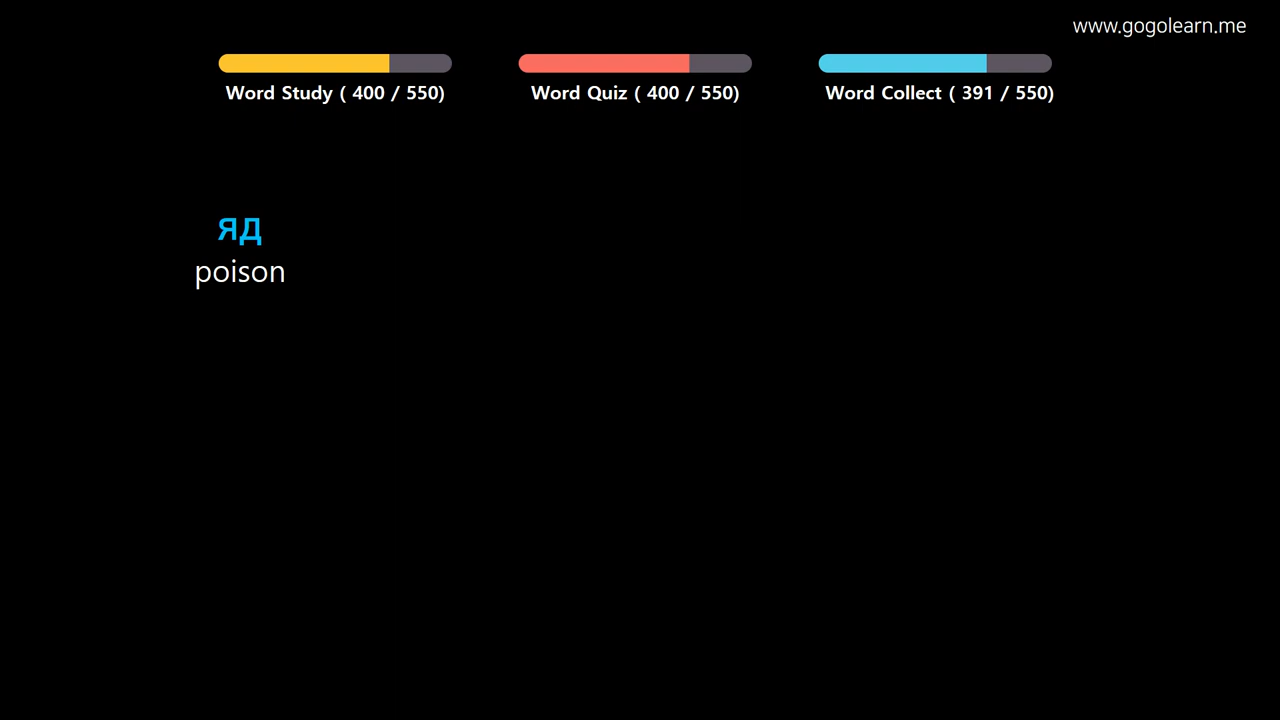 www.gogolearn.me
Word Study ( 400 / 550)
Word Quiz ( 400 / 550)
Word Collect ( 391 / 550)
яд
poison